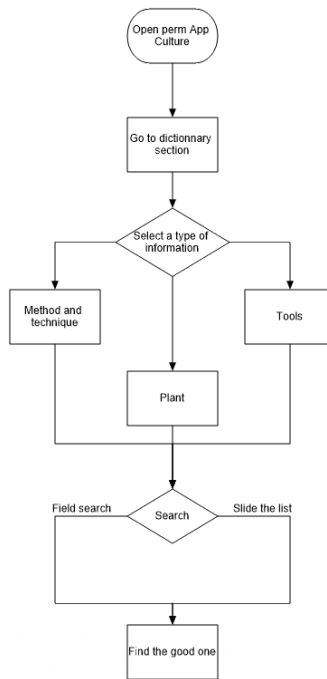 Open perm App
Culture
Go to dictionnary
section
Select a type of
information
Method and
technique
Tools
Plant
Field search
Slide the list
Search
Find the good one